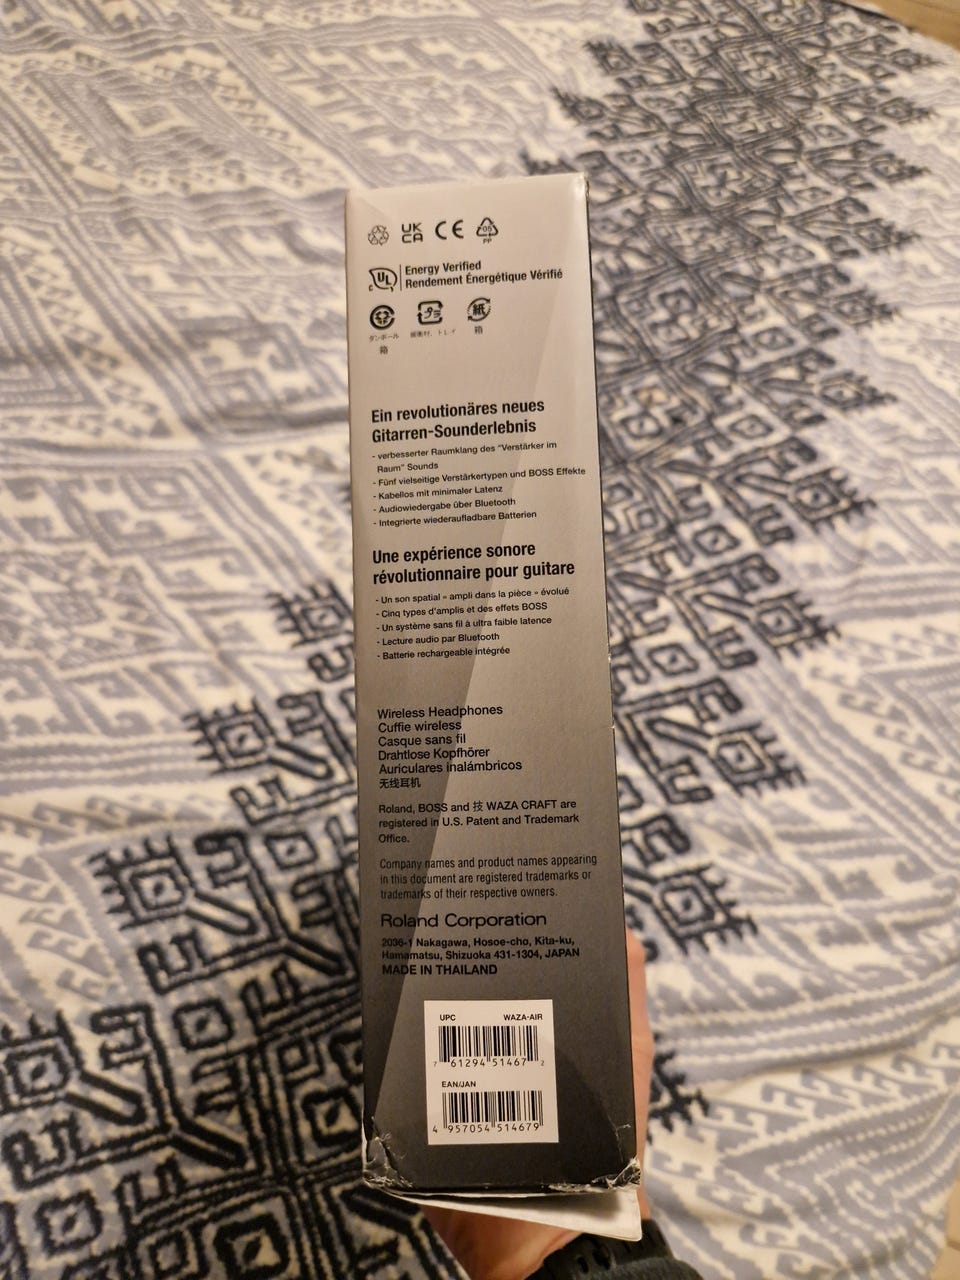 UK
CA
CE
05
PP
UL
C
Energy Verified
Rendement Énergétique Vérifié
紙
ダンボール
箱
緩衝材、トレイ
箱
Ein revolutionäres neues
Gitarren-Sounderlebnis
- verbesserter Raumklang des "Verstärker im
Raum" Sounds
- Fünf vielseitige Verstärkertypen und BOSS Effekte
- Kabellos mit minimaler Latenz
- Audiowiedergabe über Bluetooth
- Integrierte wiederaufladbare Batterien
Une expérience sonore
révolutionnaire pour guitare
- Un son spatial « ampli dans la pièce » évolué
- Cinq types d'amplis et des effets BOSS
- Un système sans fil à ultra faible latence
- Lecture audio par Bluetooth
- Batterie rechargeable intégrée
Wireless Headphones
Cuffie wireless
Casque sans fil
Drahtlose Kopfhörer
Auriculares inalámbricos
无线耳机
Roland, BOSS and 技 WAZA CRAFT are
registered in U.S. Patent and Trademark
Office.
Company names and product names appearing
in this document are registered trademarks or
trademarks of their respective owners.
Roland Corporation
2036-1 Nakagawa, Hosoe-cho, Kita-ku,
Hamamatsu, Shizuoka 431-1304, JAPAN
MADE IN THAILAND
UPC WAZA-AIR
7 61294 51467 2
EAN/JAN
4 957054 514679